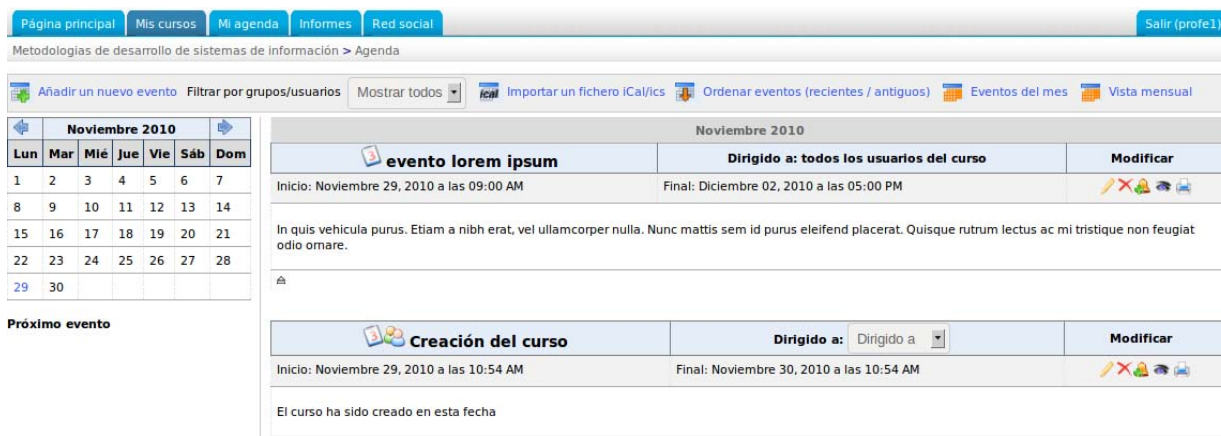 Página principal Mis cursos Mi agenda Informes Red social Salir (profe1)
Metodologias de desarrollo de sistemas de información > Agenda
Añadir un nuevo evento Filtrar por grupos/usuarios Mostrar todos ical Importar un fichero iCal/ics Ordenar eventos (recientes / antiguos) Eventos del mes Vista mensual
Noviembre 2010
Lun Mar Mié Jue Vie Sáb Dom
1 2 3 4 5 6 7
8 9 10 11 12 13 14
15 16 17 18 19 20 21
22 23 24 25 26 27 28
29 30
Próximo evento
Noviembre 2010
3 evento lorem ipsum Dirigido a: todos los usuarios del curso Modificar
Inicio: Noviembre 29, 2010 a las 09:00 AM Final: Diciembre 02, 2010 a las 05:00 PM
In quis vehicula purus. Etiam a nibh erat, vel ullamcorper nulla. Nunc mattis sem id purus eleifend placerat. Quisque rutrum lectus ac mi tristique non feugiat
odio ornare.
3 Creación del curso Dirigido a: Dirigido a Modificar
Inicio: Noviembre 29, 2010 a las 10:54 AM Final: Noviembre 30, 2010 a las 10:54 AM
El curso ha sido creado en esta fecha